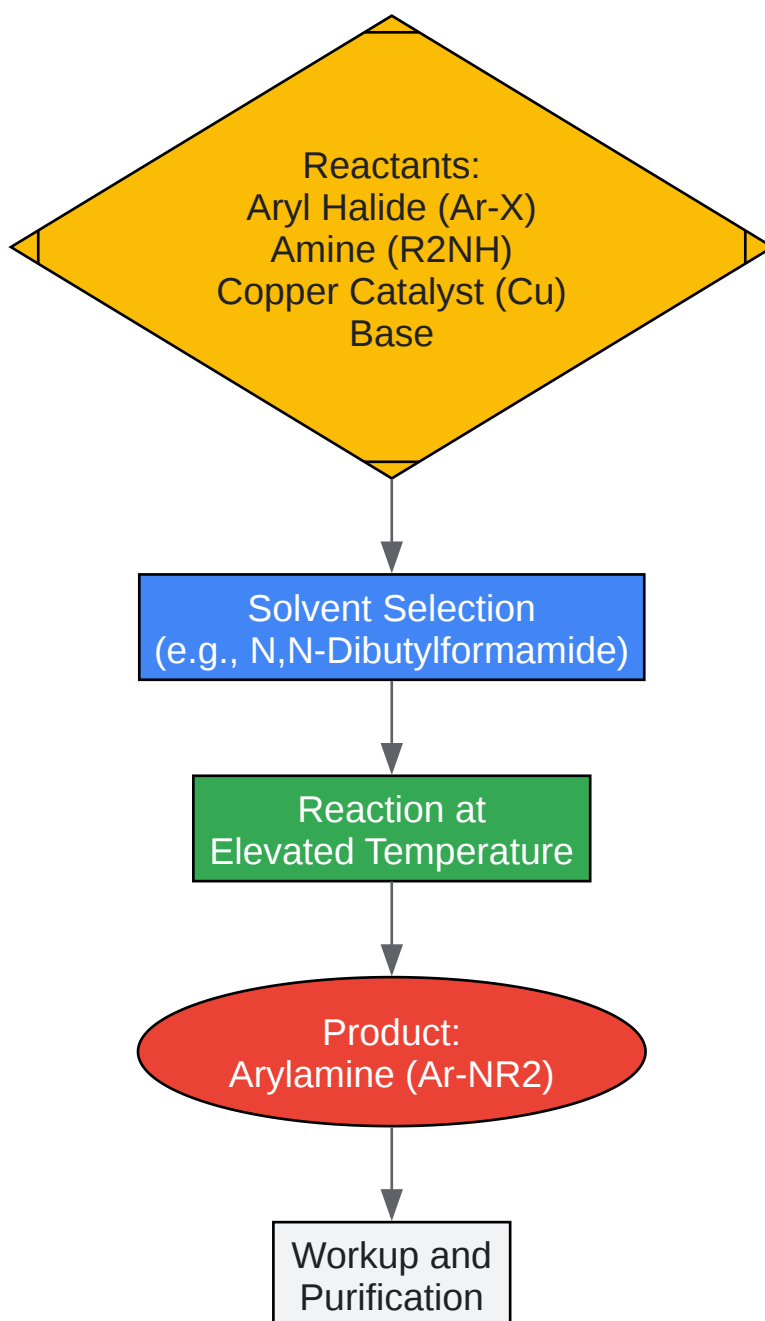 Reactants:
Aryl Halide (Ar-X)
Amine (R2NH)
Copper Catalyst (Cu)
Base
Solvent Selection
(e.g., N,N-Dibutylformamide)
Reaction at
Elevated Temperature
Product:
Arylamine (Ar-NR2)
Workup and
Purification